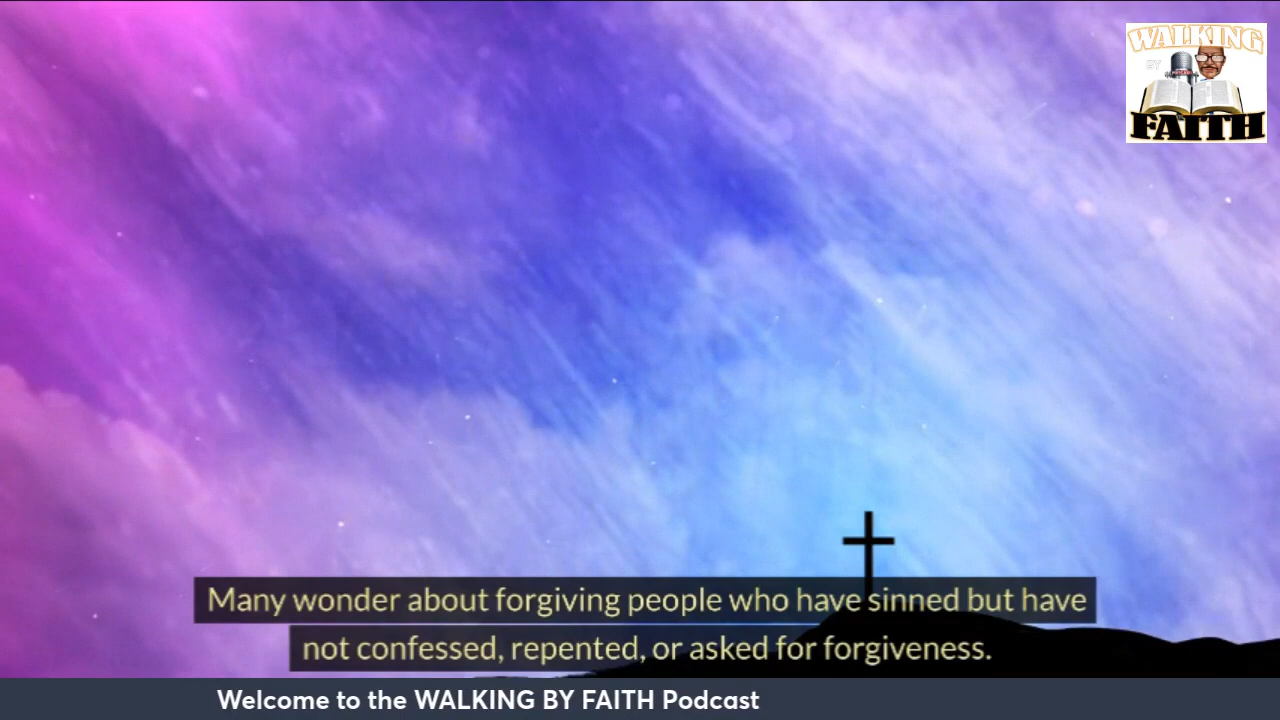 WALKING
BY
FAITH
Many wonder about forgiving people who have sinned but have
not confessed, repented, or asked for forgiveness.
Welcome to the WALKING BY FAITH Podcast